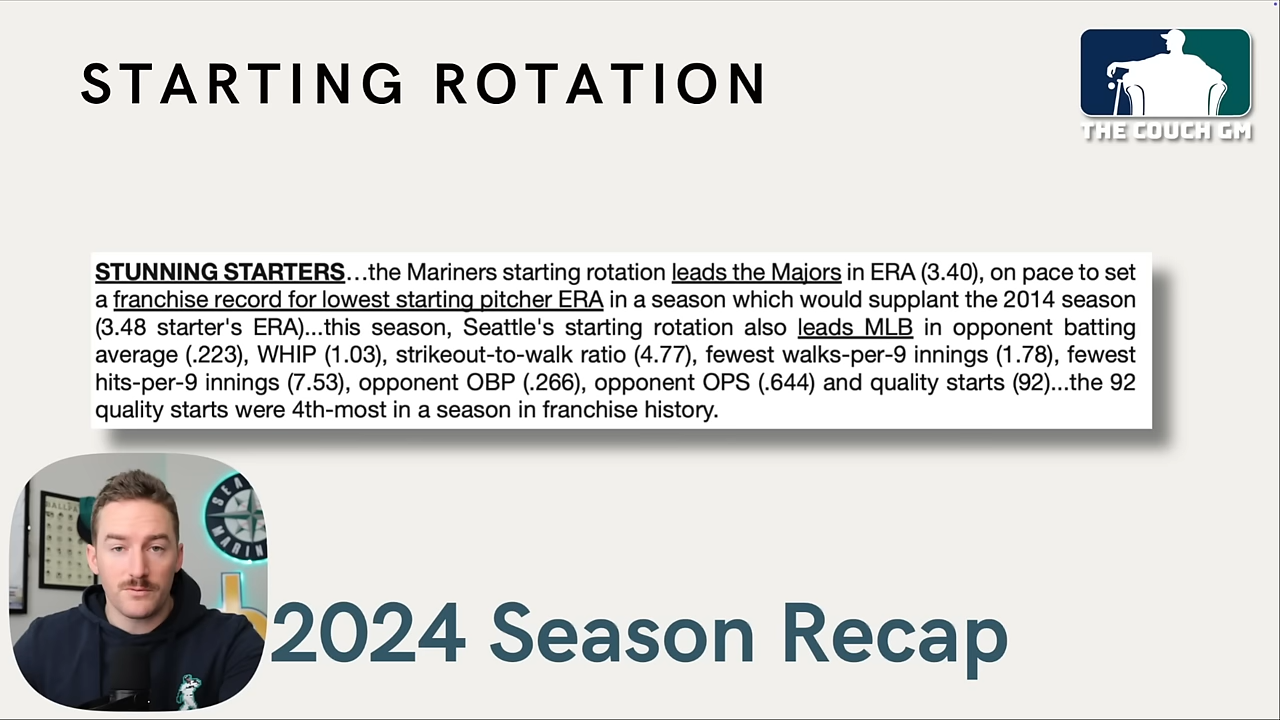 STARTING ROTATION
THE COUCH GM
STUNNING STARTERS...the Mariners starting rotation leads the Majors in ERA (3.40), on pace to set
a franchise record for lowest starting pitcher ERA in a season which would supplant the 2014 season
(3.48 starter's ERA)...this season, Seattle's starting rotation also leads MLB in opponent batting
average (.223), WHIP (1.03), strikeout-to-walk ratio (4.77), fewest walks-per-9 innings (1.78), fewest
hits-per-9 innings (7.53), opponent OBP (.266), opponent OPS (.644) and quality starts (92)...the 92
quality starts were 4th-most in a season in franchise history.
BALLPA
SEA
MARIN
2024 Season Recap